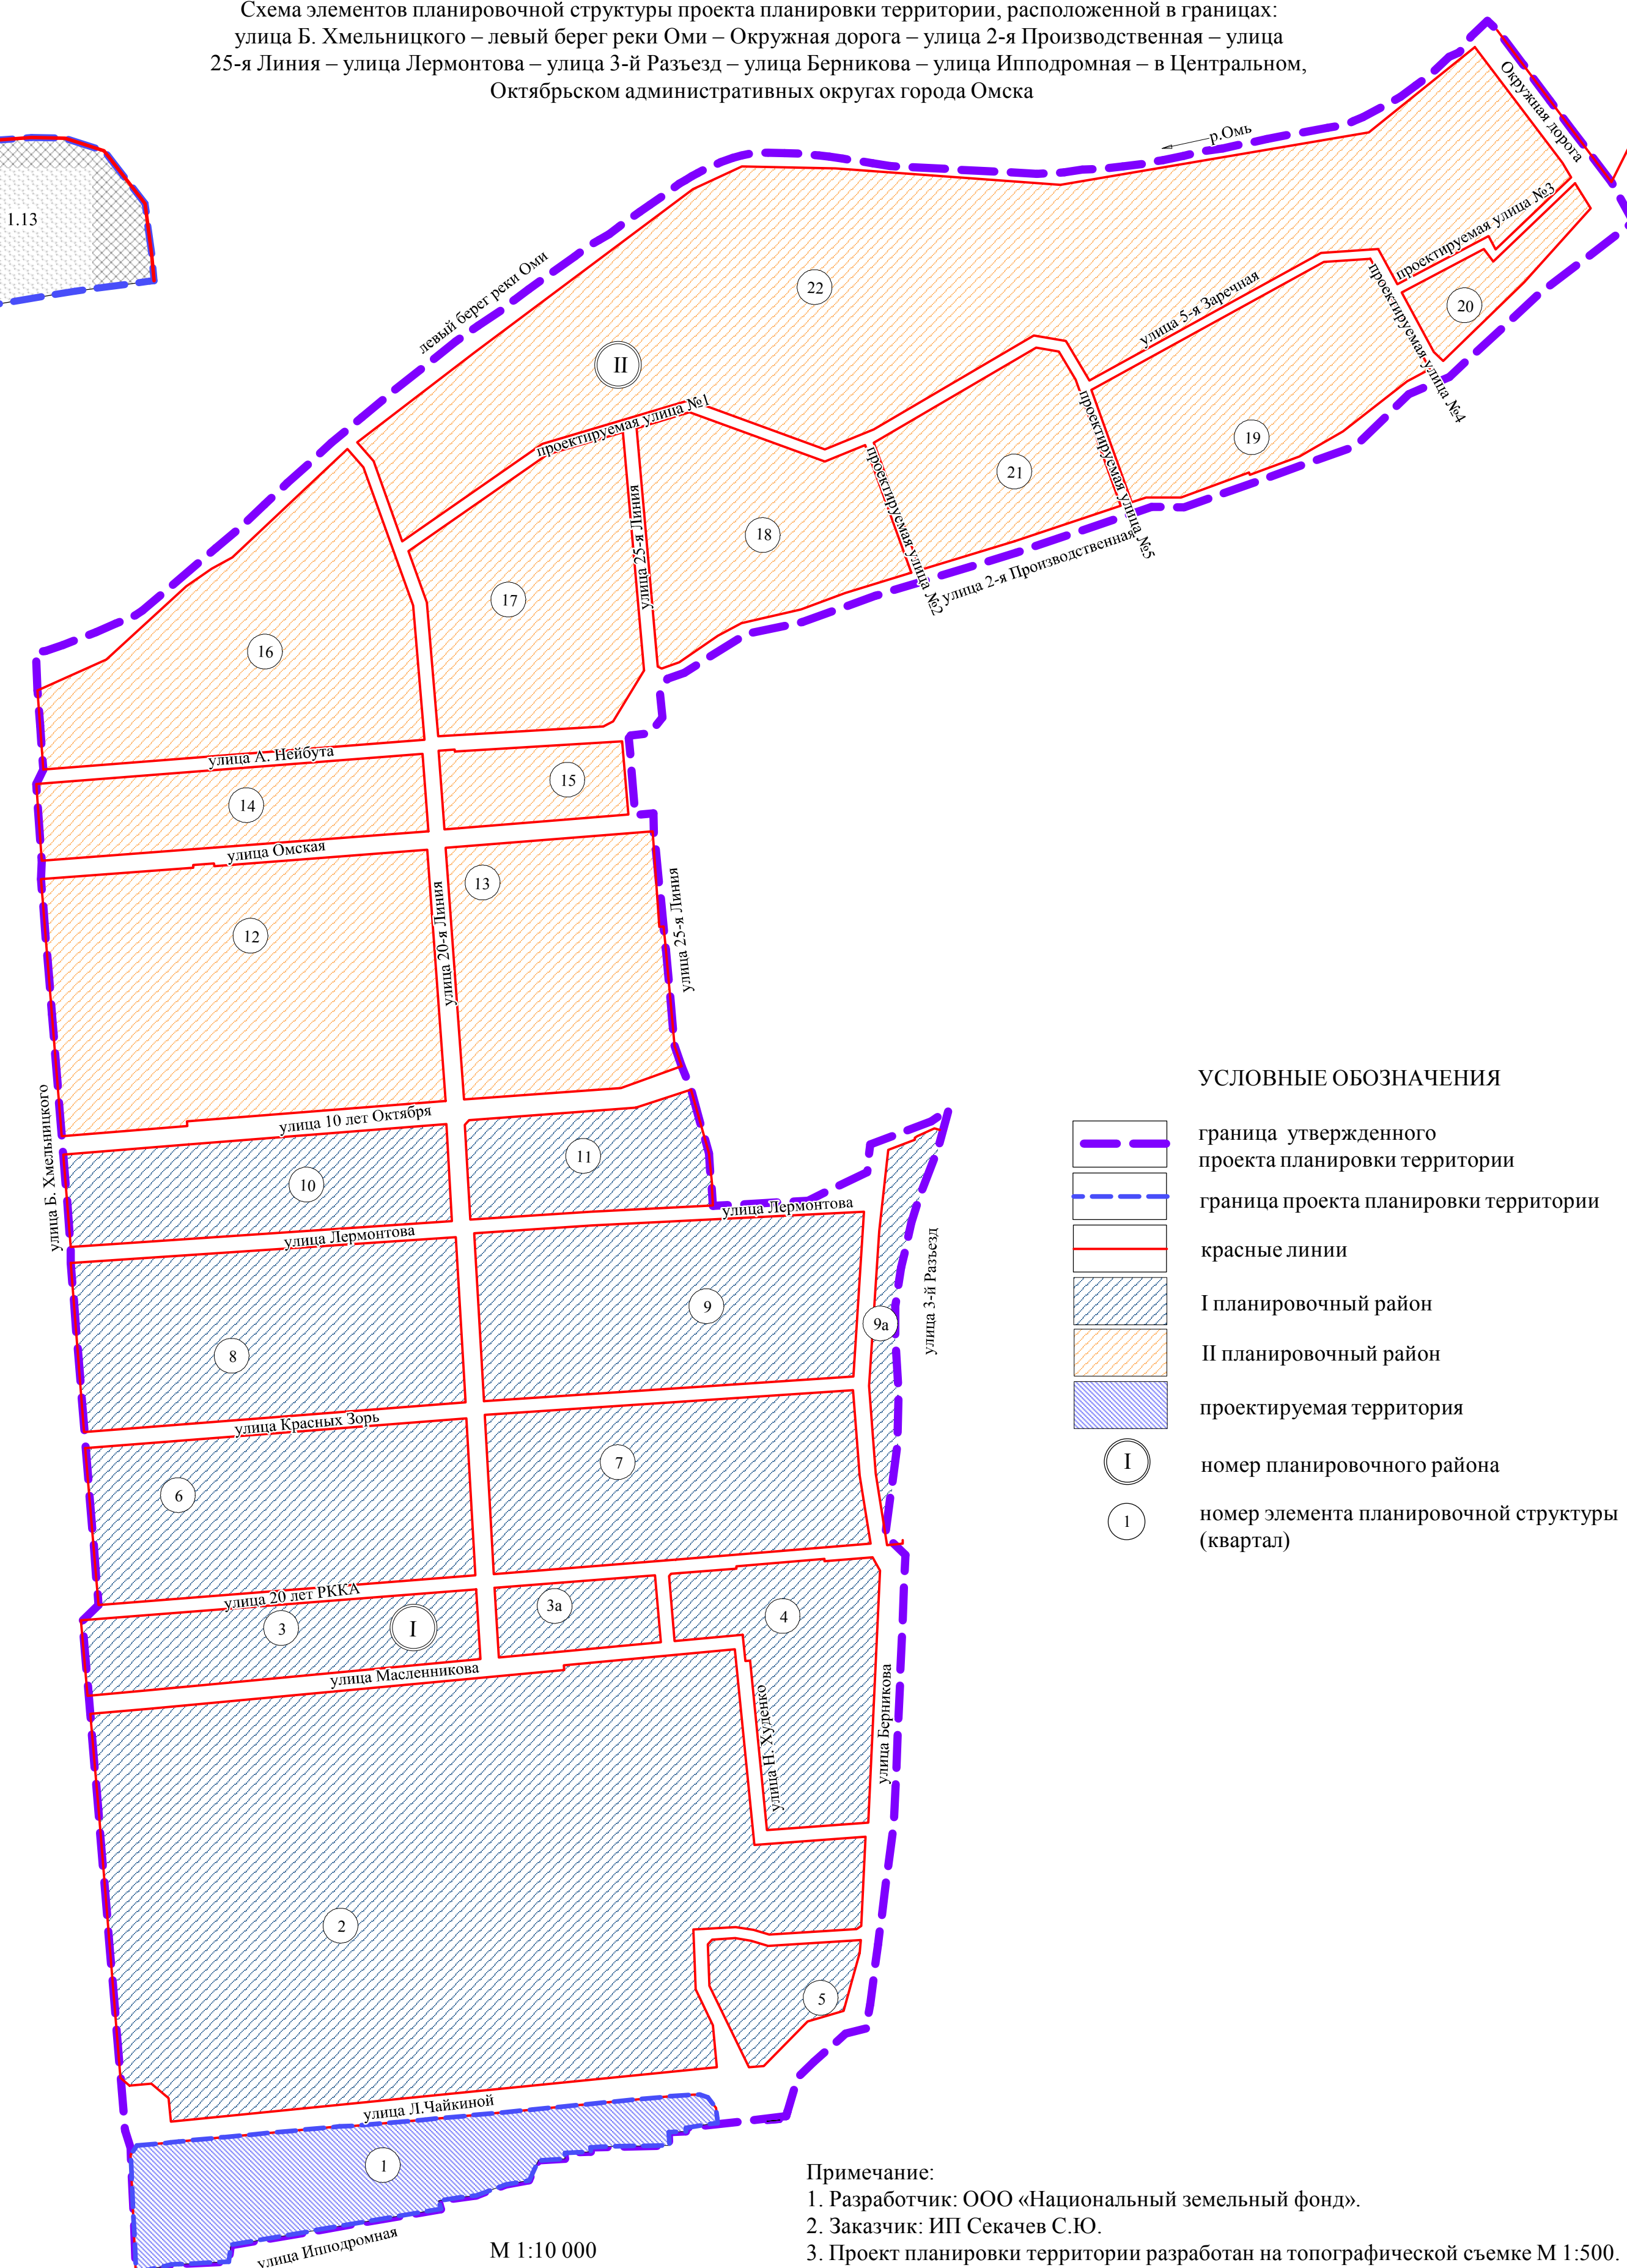 Схема элементов планировочной структуры проекта планировки территории, расположенной в границах:
улица Б. Хмельницкого – левый берег реки Оми – Окружная дорога – улица 2-я Производственная – улица
25-я Линия – улица Лермонтова – улица 3-й Разъезд – улица Берникова – улица Ипподромная – в Центральном,
Октябрьском административных округах города Омска
Окружная дорога
р.Омь
1.13
проектируемая улица №3
левый берег реки Оми
22
улица 5-я Заречная
проектируемая улица №4
20
II
проектируемая улица №1
проектируемая улица №5
19
21
проектируемая улица №2
18
улица 25-я Линия
улица 2-я Производственная
17
16
улица А. Нейбута
15
14
улица Омская
13
12
улица 20-я Линия
улица 25-я Линия
улица Б. Хмельницкого
улица 10 лет Октября
11
10
улица Лермонтова
улица Лермонтова
9
9а
улица 3-й Разъезд
8
улица Красных Зорь
7
6
улица 20 лет РККА
3а
4
3
I
улица Масленникова
улица Н. Худенко
улица Берникова
2
5
улица Л.Чайкиной
1
улица Ипподромная
УСЛОВНЫЕ ОБОЗНАЧЕНИЯ
граница утвержденного
проекта планировки территории
граница проекта планировки территории
красные линии
I планировочный район
II планировочный район
проектируемая территория
I
номер планировочного района
1
номер элемента планировочной структуры
(квартал)
М 1:10 000
Примечание:
1. Разработчик: ООО «Национальный земельный фонд».
2. Заказчик: ИП Секачев С.Ю.
3. Проект планировки территории разработан на топографической съемке М 1:500.